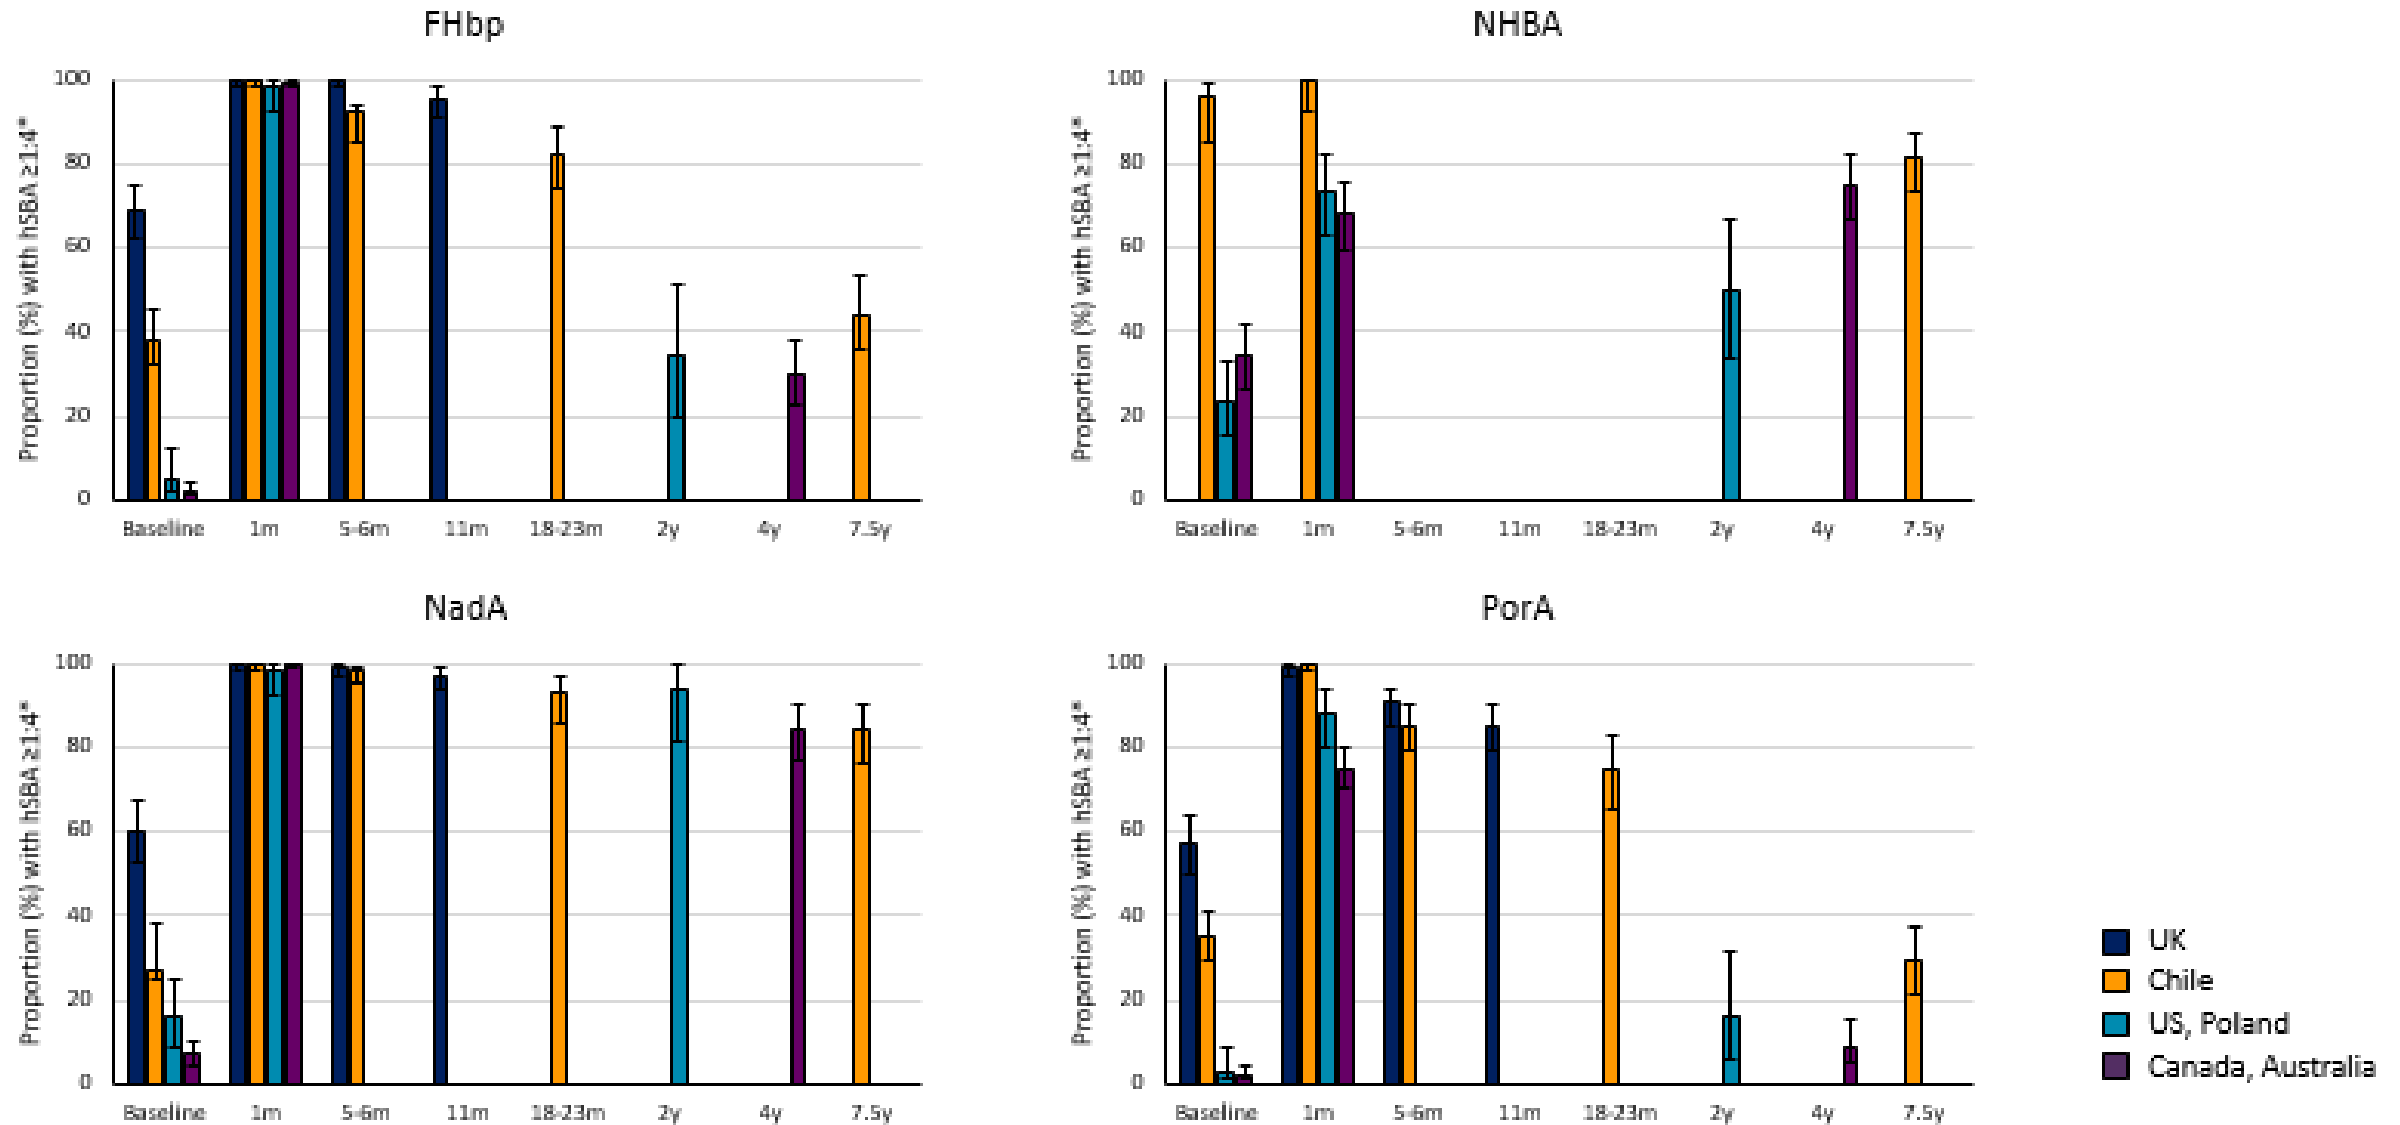 FHbp
Proportion (%) with hSBA ≥1:4*
100
80
60
40
20
0
Baseline 1m 5-6m 11m 18-23m 2y 4y 7.5y
NHBA
Proportion (%) with hSBA ≥1:4*
100
80
60
40
20
0
Baseline 1m 5-6m 11m 18-23m 2y 4y 7.5y
NadA
Proportion (%) with hSBA ≥1:4*
100
80
60
40
20
0
Baseline 1m 5-6m 11m 18-23m 2y 4y 7.5y
PorA
Proportion (%) with hSBA ≥1:4*
100
80
60
40
20
0
Baseline 1m 5-6m 11m 18-23m 2y 4y 7.5y
UK
Chile
US, Poland
Canada, Australia